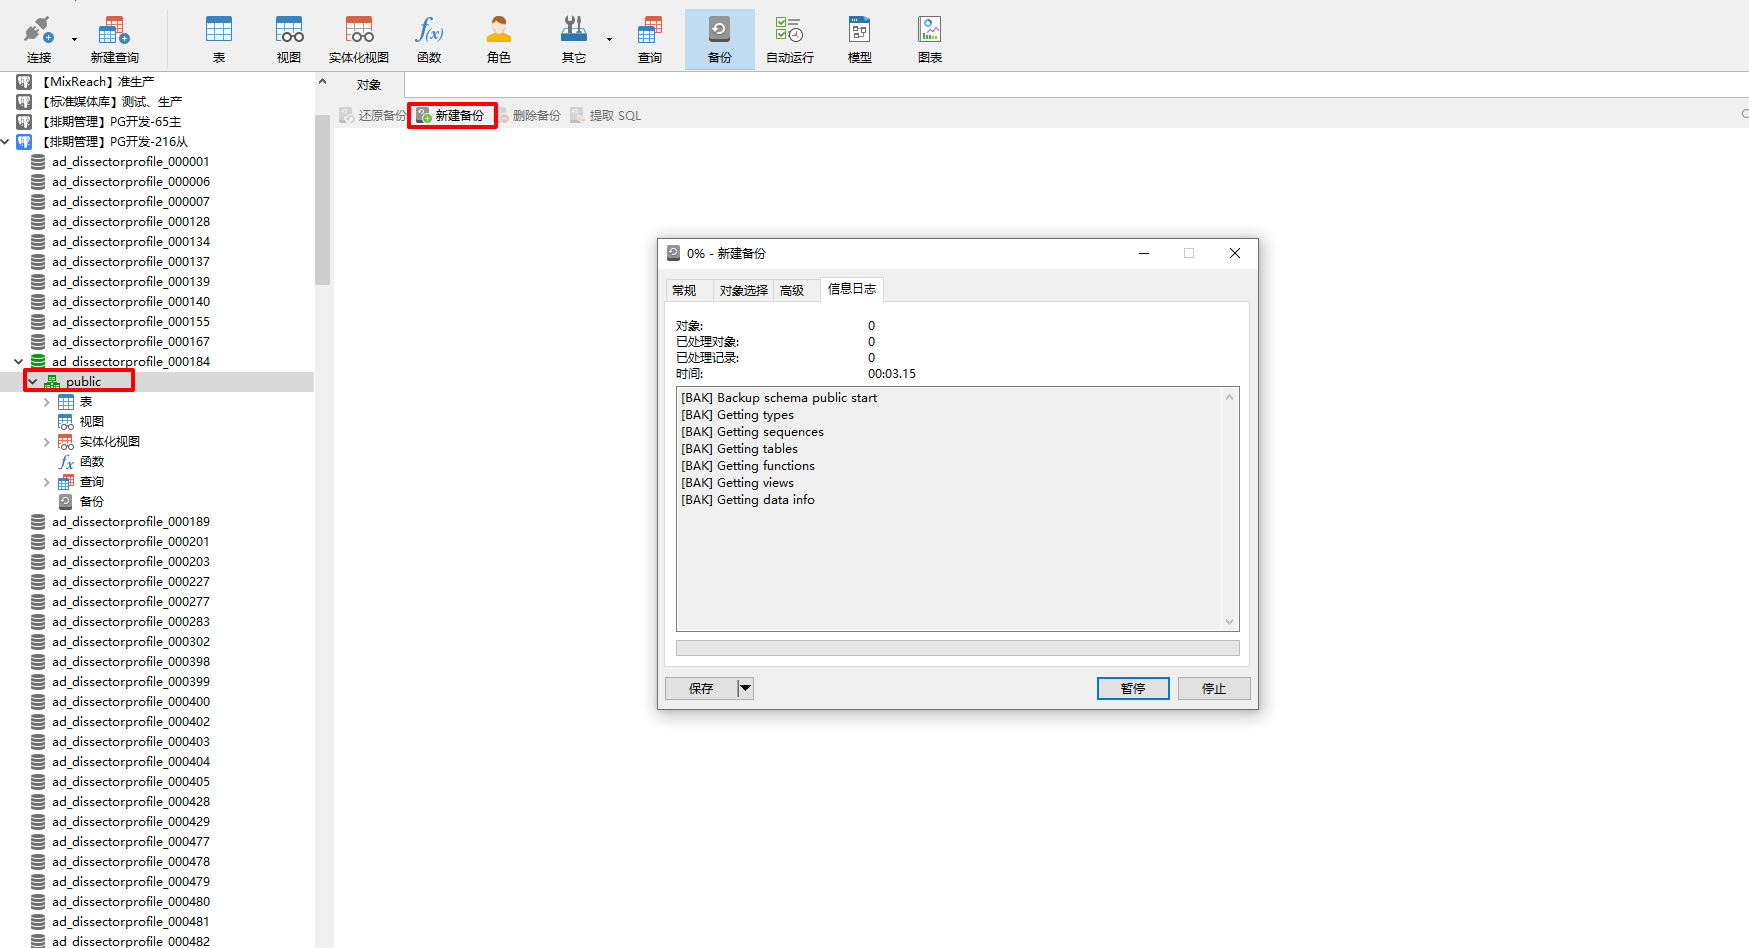 连接
新建查询
表
视图
实体化视图
函数
角色
其它
查询
备份
自动运行
模型
图表
f(x)
【MixReach】准生产
【标准媒体库】测试、生产
【排期管理】PG开发-65主
【排期管理】PG开发-216从
ad_dissectorprofile_000001
ad_dissectorprofile_000006
ad_dissectorprofile_000007
ad_dissectorprofile_000128
ad_dissectorprofile_000134
ad_dissectorprofile_000137
ad_dissectorprofile_000139
ad_dissectorprofile_000140
ad_dissectorprofile_000155
ad_dissectorprofile_000167
ad_dissectorprofile_000184
public
表
视图
实体化视图
fx 函数
查询
备份
ad_dissectorprofile_000189
ad_dissectorprofile_000201
ad_dissectorprofile_000203
ad_dissectorprofile_000227
ad_dissectorprofile_000277
ad_dissectorprofile_000283
ad_dissectorprofile_000302
ad_dissectorprofile_000398
ad_dissectorprofile_000399
ad_dissectorprofile_000400
ad_dissectorprofile_000402
ad_dissectorprofile_000403
ad_dissectorprofile_000404
ad_dissectorprofile_000405
ad_dissectorprofile_000428
ad_dissectorprofile_000429
ad_dissectorprofile_000477
ad_dissectorprofile_000478
ad_dissectorprofile_000479
ad_dissectorprofile_000480
ad_dissectorprofile_000481
ad_dissectorprofile_000482
对象
还原备份 新建备份 删除备份 提取 SQL
0% - 新建备份
常规 对象选择 高级 信息日志
对象: 0
已处理对象: 0
已处理记录: 0
时间: 00:03.15
[BAK] Backup schema public start
[BAK] Getting types
[BAK] Getting sequences
[BAK] Getting tables
[BAK] Getting functions
[BAK] Getting views
[BAK] Getting data info
保存 暂停 停止